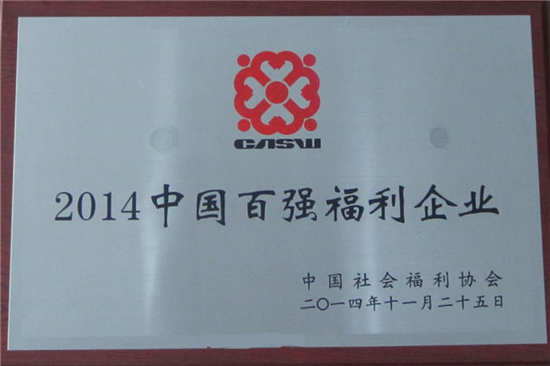 CASW
2014中国百强福利企业
中国社会福利协会
二〇一四年十一月二十五日